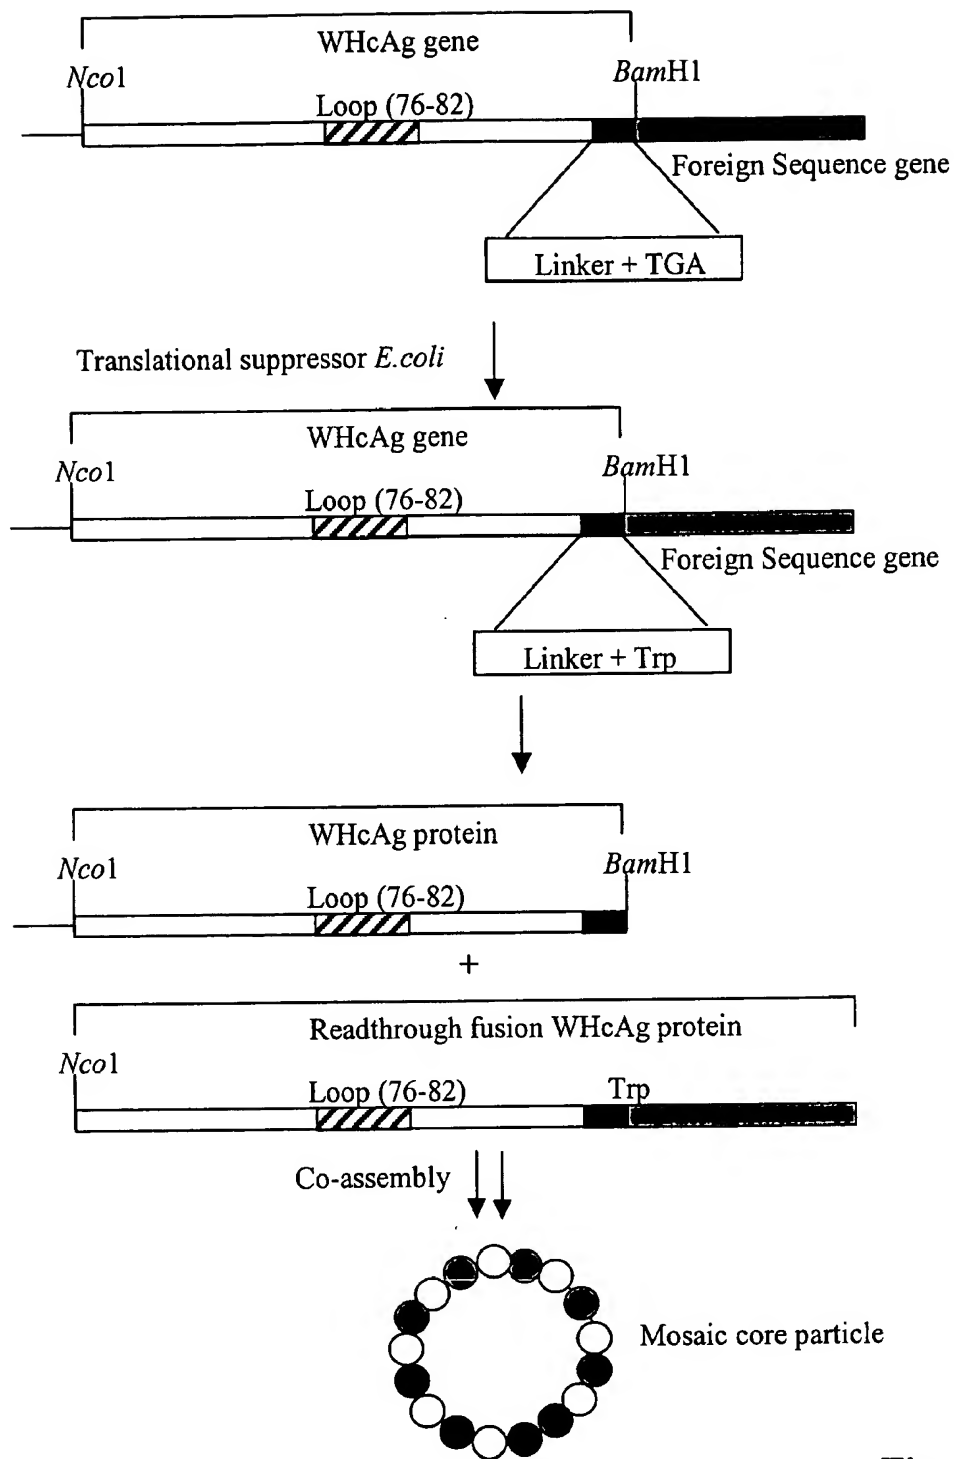 WHcAg gene
Nco1
BamH1
Loop (76-82)
Foreign Sequence gene
Linker + TGA
Translational suppressor E.coli
WHcAg gene
Nco1
BamH1
Loop (76-82)
Foreign Sequence gene
Linker + Trp
WHcAg protein
Nco1
BamH1
Loop (76-82)
+
Readthrough fusion WHcAg protein
Nco1
Loop (76-82)
Trp
Co-assembly
Mosaic core particle